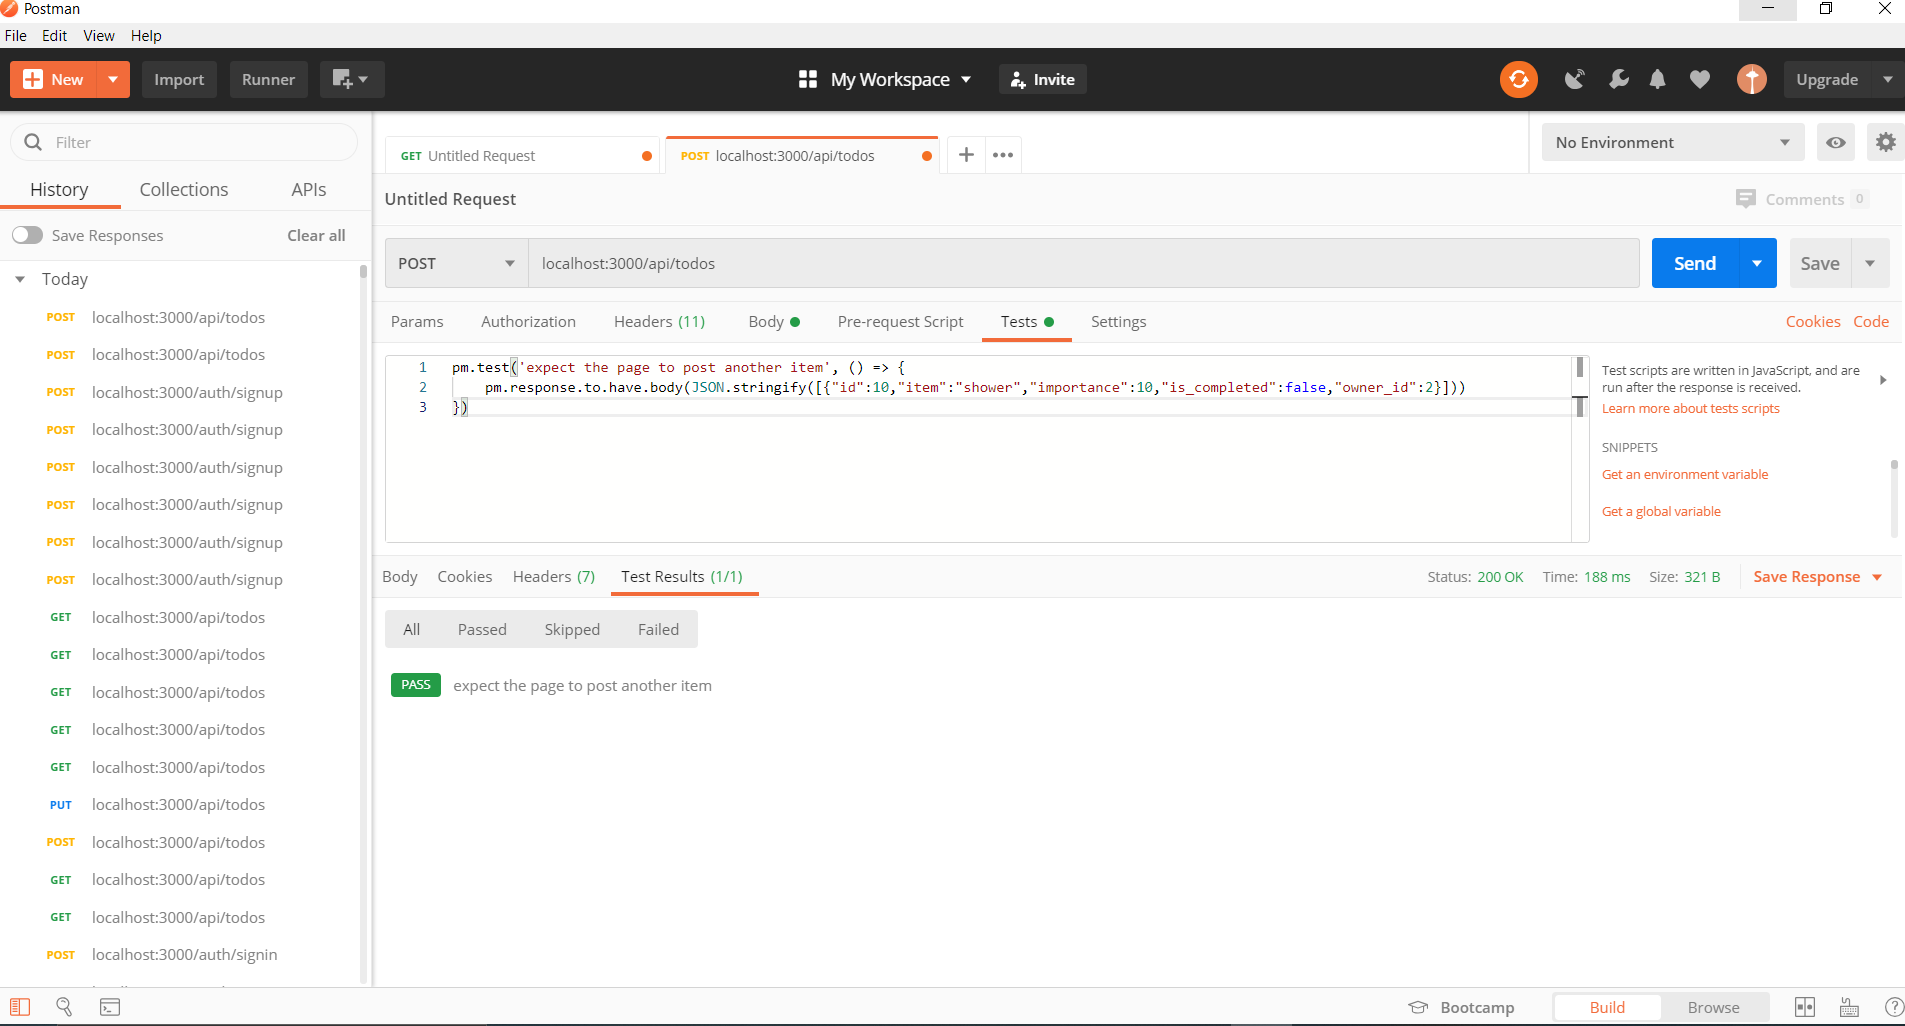 Postman
File Edit View Help
New Import Runner My Workspace Invite Upgrade
Filter
History Collections APIs
Save Responses Clear all
Today
POST localhost:3000/api/todos
POST localhost:3000/api/todos
POST localhost:3000/auth/signup
POST localhost:3000/auth/signup
POST localhost:3000/auth/signup
POST localhost:3000/auth/signup
POST localhost:3000/auth/signup
POST localhost:3000/auth/signup
GET localhost:3000/api/todos
GET localhost:3000/api/todos
GET localhost:3000/api/todos
GET localhost:3000/api/todos
GET localhost:3000/api/todos
PUT localhost:3000/api/todos
POST localhost:3000/api/todos
GET localhost:3000/api/todos
GET localhost:3000/api/todos
POST localhost:3000/auth/signin
GET Untitled Request
POST localhost:3000/api/todos
No Environment
Untitled Request
Comments 0
POST localhost:3000/api/todos
Send Save
Params Authorization Headers (11) Body Pre-request Script Tests Settings
Cookies Code
1 pm.test('expect the page to post another item', () => {
2 pm.response.to.have.body(JSON.stringify([{"id":10,"item":"shower","importance":10,"is_completed":false,"owner_id":2}]))
3 })
Test scripts are written in JavaScript, and are
run after the response is received.
Learn more about tests scripts
SNIPPETS
Get an environment variable
Get a global variable
Body Cookies Headers (7) Test Results (1/1)
Status: 200 OK Time: 188 ms Size: 321 B Save Response
All Passed Skipped Failed
PASS expect the page to post another item
Bootcamp Build Browse